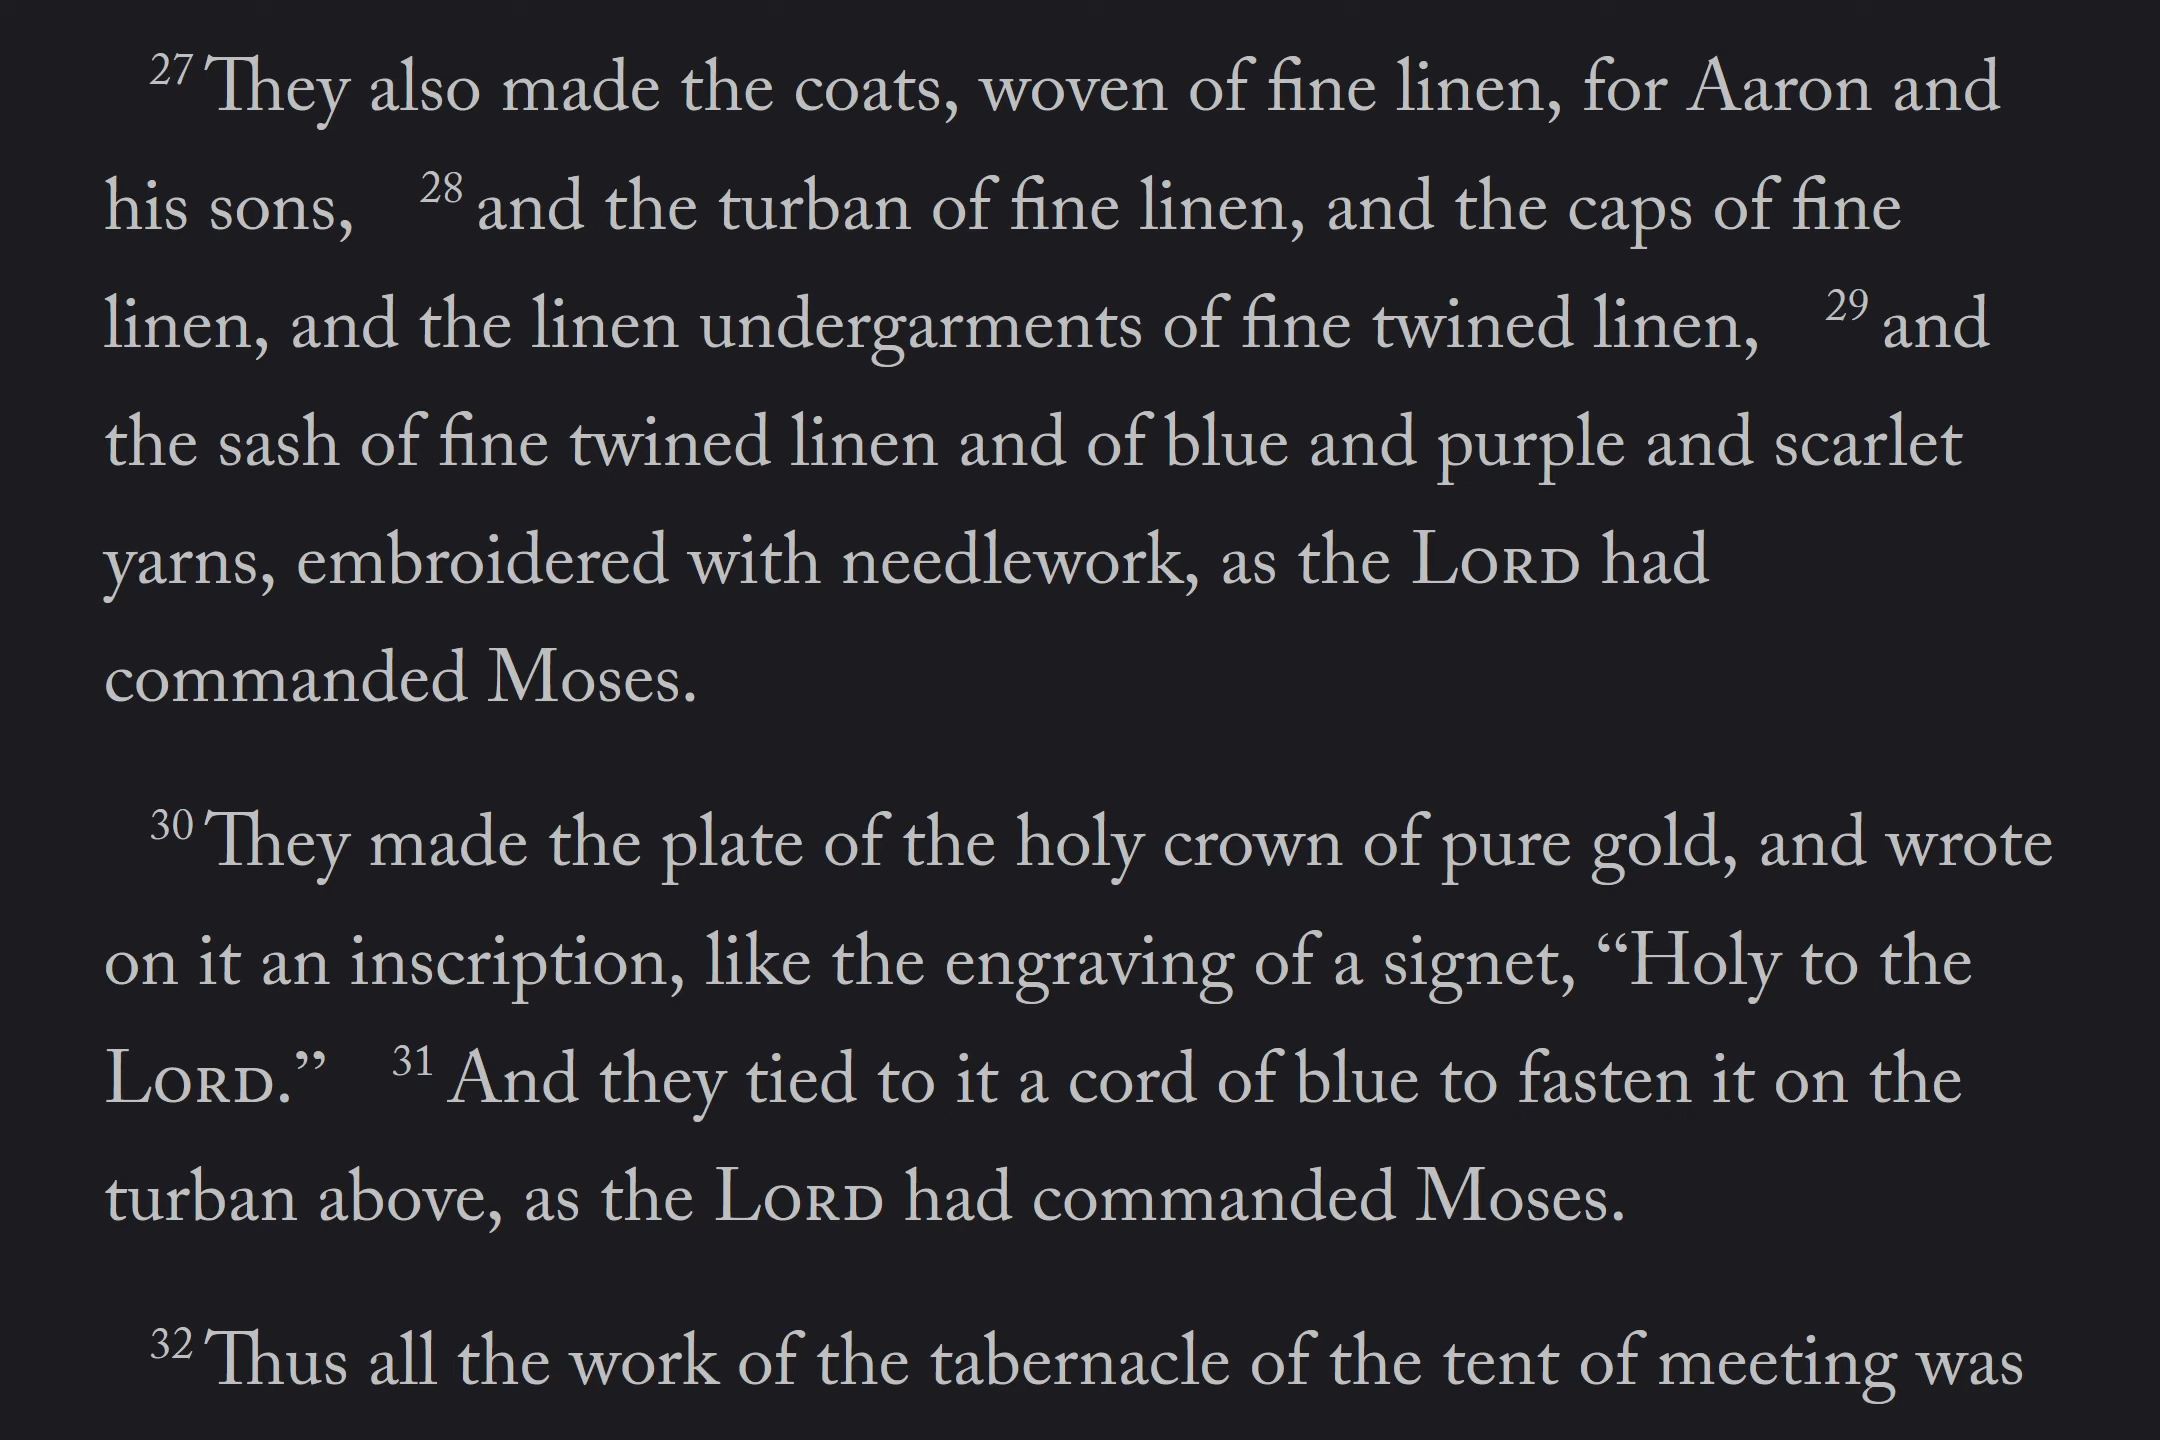 27 They also made the coats, woven of fine linen, for Aaron and
his sons, 28 and the turban of fine linen, and the caps of fine
linen, and the linen undergarments of fine twined linen, 29 and
the sash of fine twined linen and of blue and purple and scarlet
yarns, embroidered with needlework, as the LORD had
commanded Moses.
30 They made the plate of the holy crown of pure gold, and wrote
on it an inscription, like the engraving of a signet, “Holy to the
LORD.” 31 And they tied to it a cord of blue to fasten it on the
turban above, as the LORD had commanded Moses.
32 Thus all the work of the tabernacle of the tent of meeting was